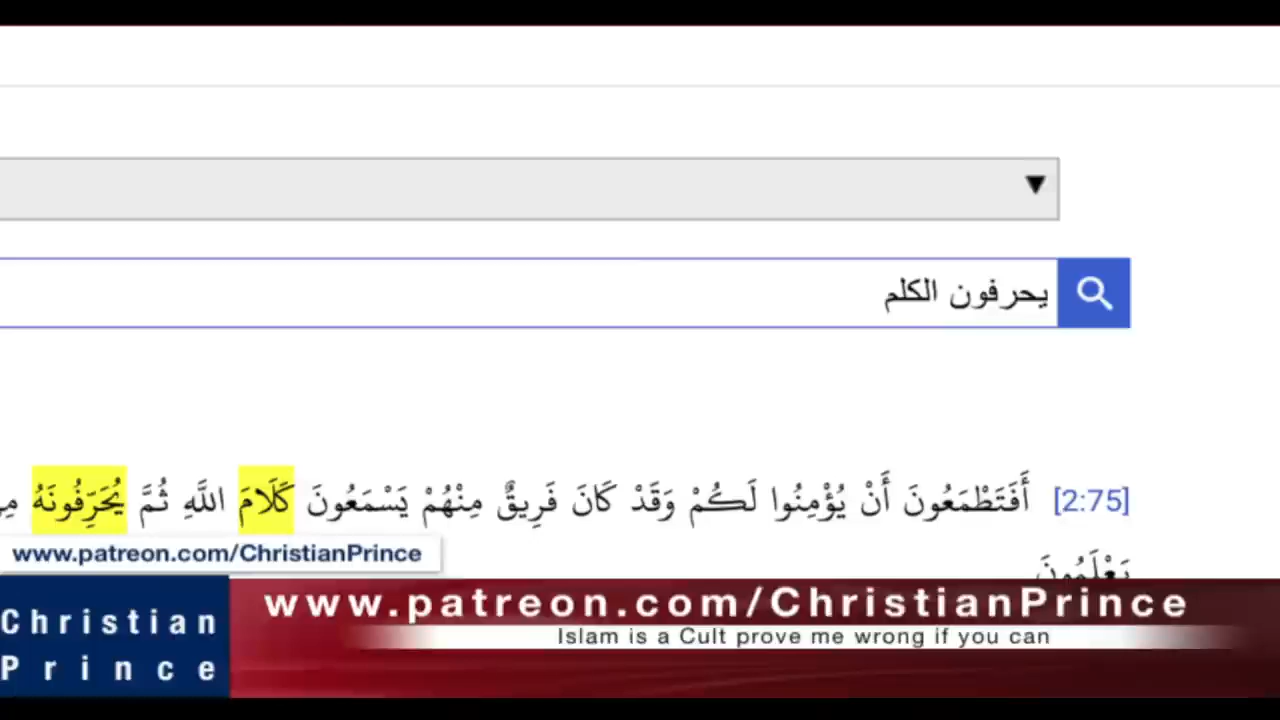 يحرفون الكلم
[2:75] أَفَتَطْمَعُونَ أَنْ يُؤْمِنُوا لَكُمْ وَقَدْ كَانَ فَرِيقٌ مِنْهُمْ يَسْمَعُونَ كَلَامَ اللَّهِ ثُمَّ يُحَرِّفُونَهُ
يَعْلَمُونَ
www.patreon.com/ChristianPrince
www.patreon.com/ChristianPrince
Islam is a Cult prove me wrong if you can
Christian
Prince